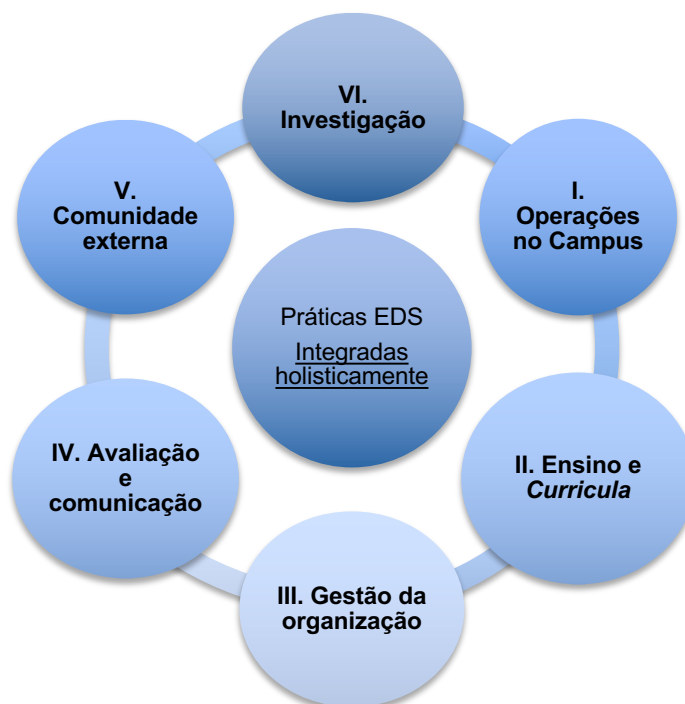 VI.
Investigação
I.
Operações
no Campus
II. Ensino e
Curricula
III. Gestão da
organização
IV. Avaliação
e
comunicação
V.
Comunidade
externa
Práticas EDS
Integradas
holisticamente